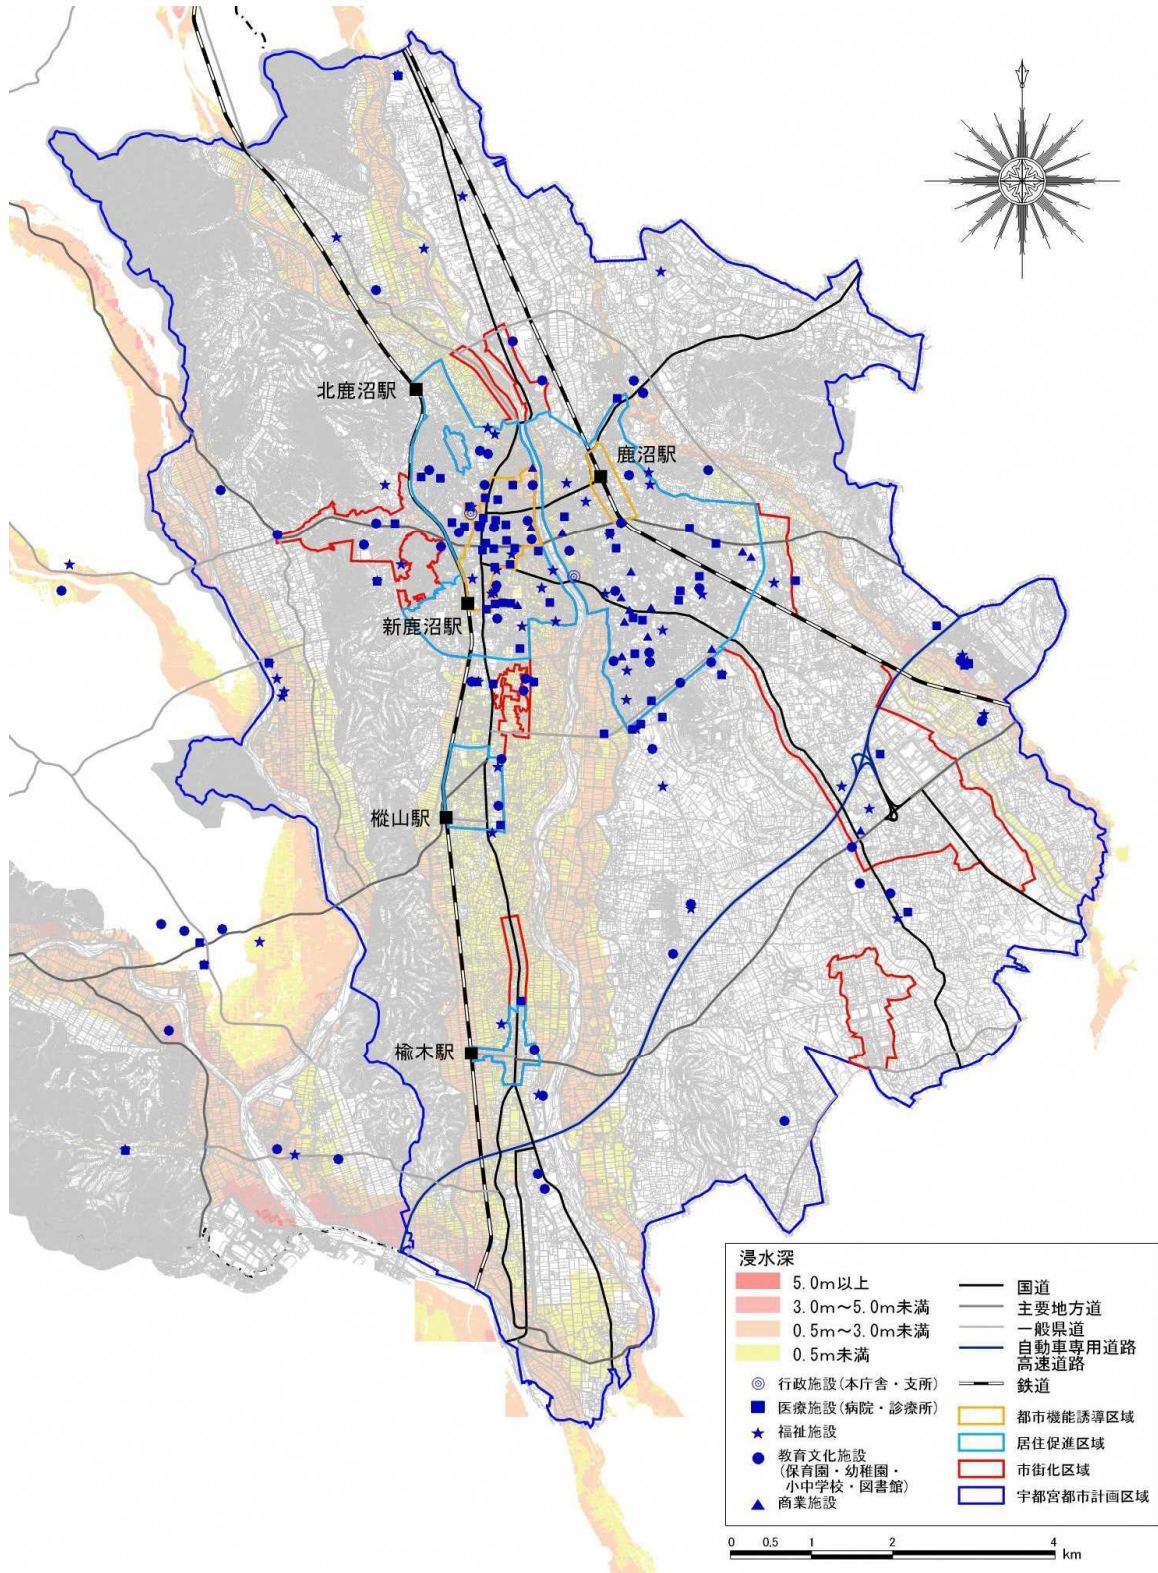 北鹿沼駅
鹿沼駅
新鹿沼駅
樅山駅
楡木駅
浸水深
5.0m以上
3.0m～5.0m未満
0.5m～3.0m未満
0.5m未満
行政施設(本庁舎・支所)
医療施設(病院・診療所)
福祉施設
教育文化施設
(保育園・幼稚園・
小中学校・図書館)
商業施設
国道
主要地方道
一般県道
自動車専用道路
高速道路
鉄道
都市機能誘導区域
居住促進区域
市街化区域
宇都宮都市計画区域
0 0.5 1 2 4
km